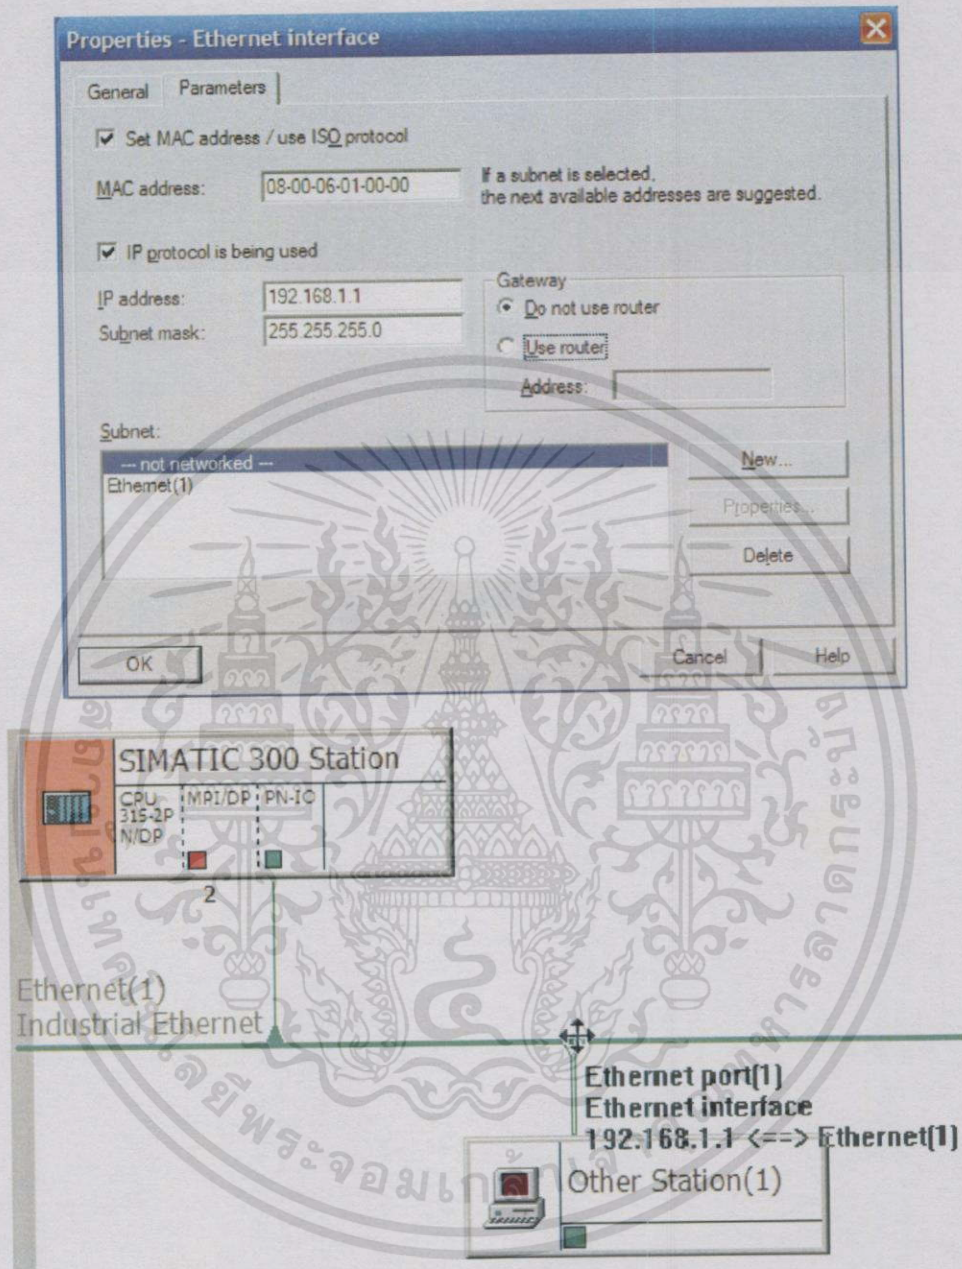 Properties - Ethernet interface
General Parameters
Set MAC address / use ISO protocol
MAC address: 08-00-06-01-00-00
If a subnet is selected,
the next available addresses are suggested.
IP protocol is being used
IP address: 192.168.1.1
Subnet mask: 255.255.255.0
Gateway
Do not use router
Use router
Address:
Subnet:
--- not networked ---
Ethernet(1)
New...
Properties...
Delete
OK
Cancel
Help
SIMATIC 300 Station
CPU
315-2P
N/DP
MPI/DP
PN-IO
2
Ethernet(1)
Industrial Ethernet
Ethernet port(1)
Ethernet interface
192.168.1.1 <==> Ethernet(1)
Other Station(1)